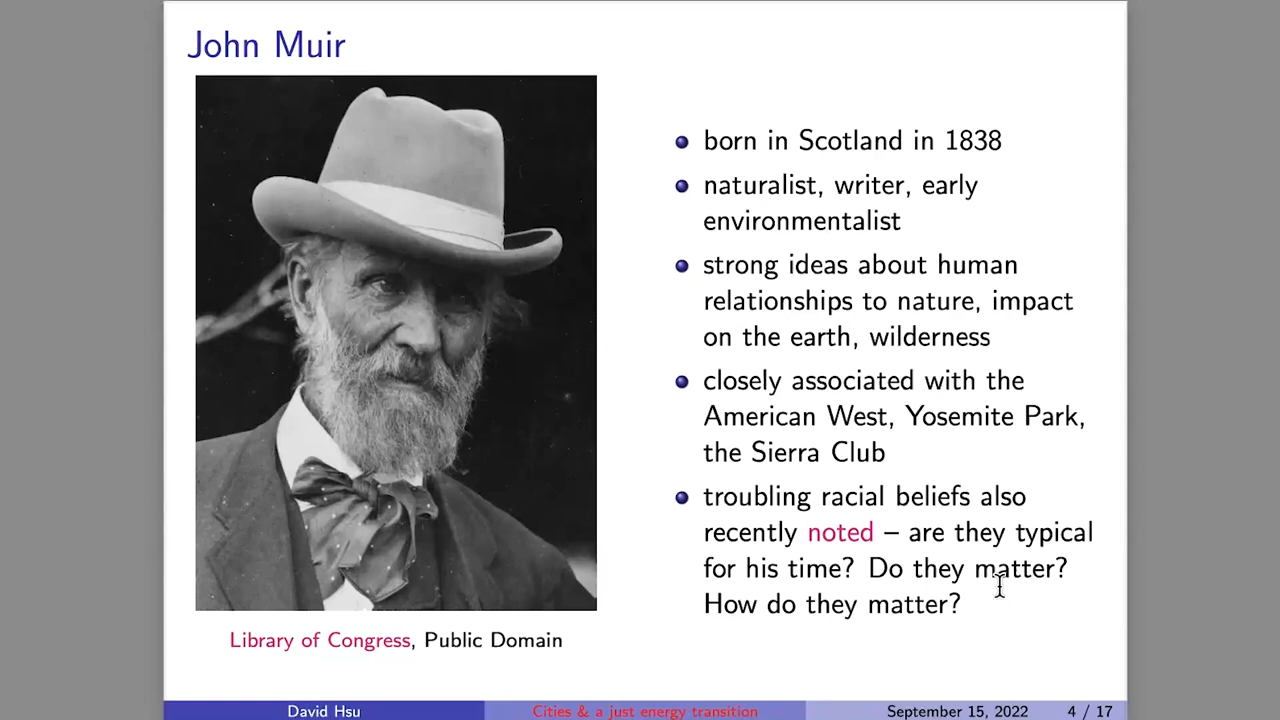 John Muir
born in Scotland in 1838
naturalist, writer, early
environmentalist
strong ideas about human
relationships to nature, impact
on the earth, wilderness
closely associated with the
American West, Yosemite Park,
the Sierra Club
troubling racial beliefs also
recently noted – are they typical
for his time? Do they matter?
How do they matter?
Library of Congress, Public Domain
David Hsu Cities & a just energy transition September 15, 2022 4 / 17